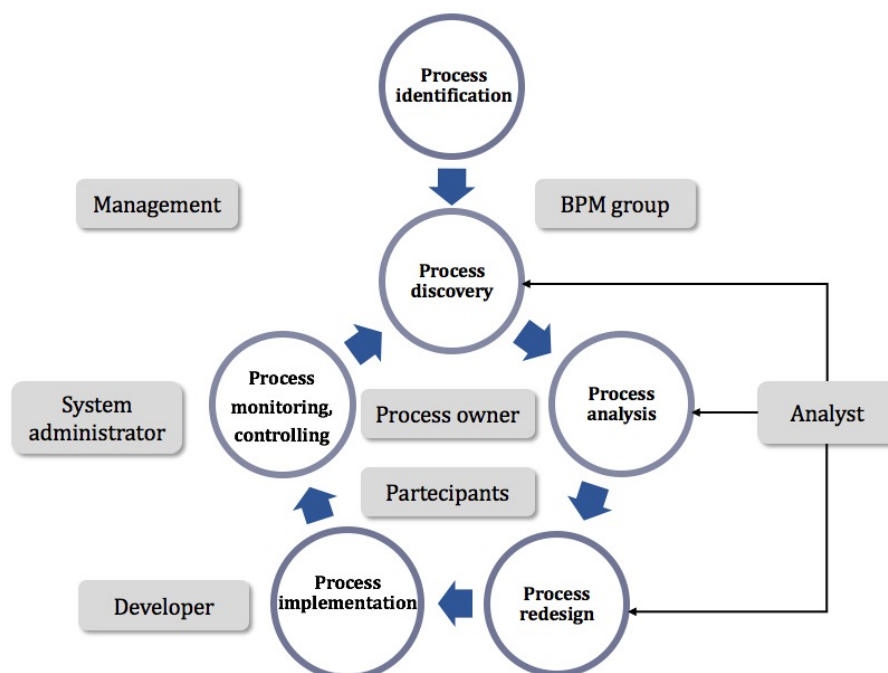 Process
identification
Management
BPM group
Process
discovery
Process
monitoring,
controlling
Process
analysis
System
administrator
Process owner
Analyst
Partecipants
Process
implementation
Process
redesign
Developer